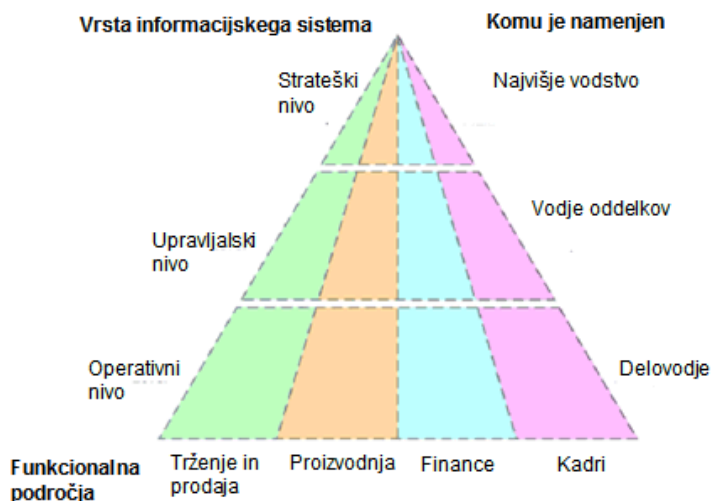 Vrsta informacijskega sistema
Komu je namenjen
Strateški
nivo
Najvišje vodstvo
Upravljalski
nivo
Vodje oddelkov
Operativni
nivo
Delovodje
Funkcionalna
področja
Trženje in
prodaja
Proizvodnja
Finance
Kadri